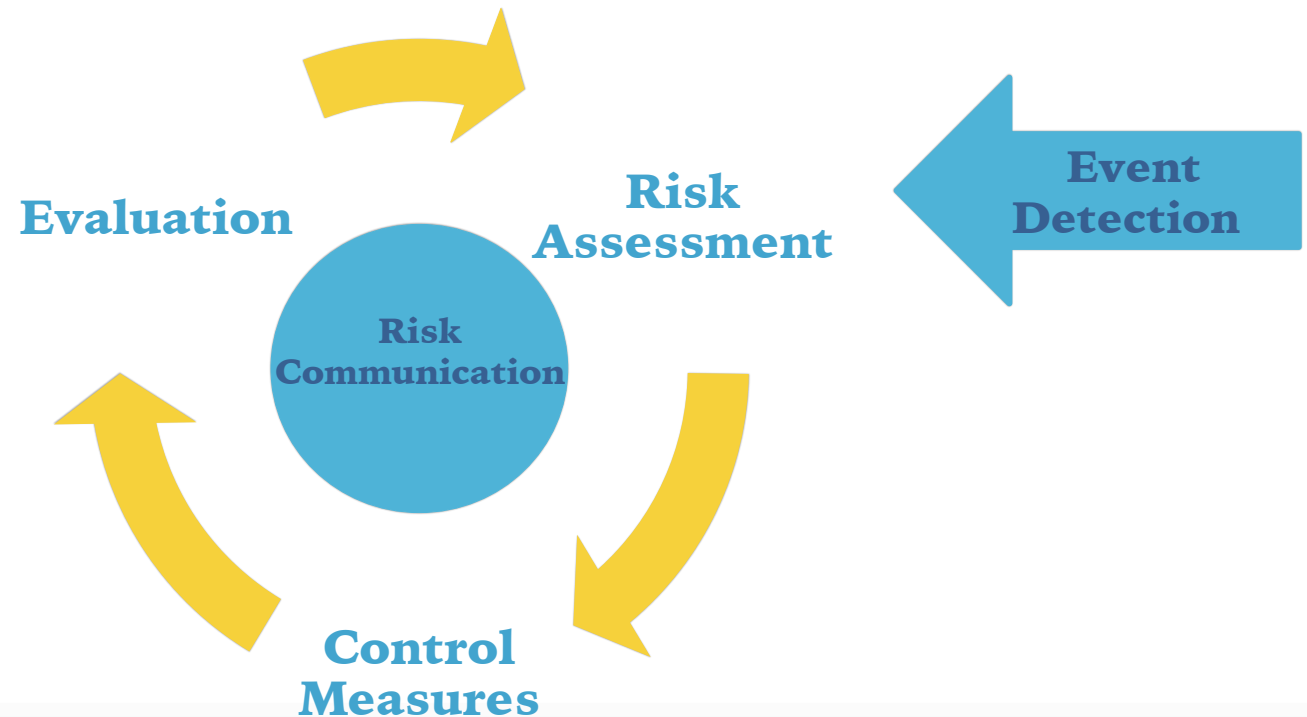 Event
Detection
Risk
Assessment
Evaluation
Risk
Communication
Control
Measures